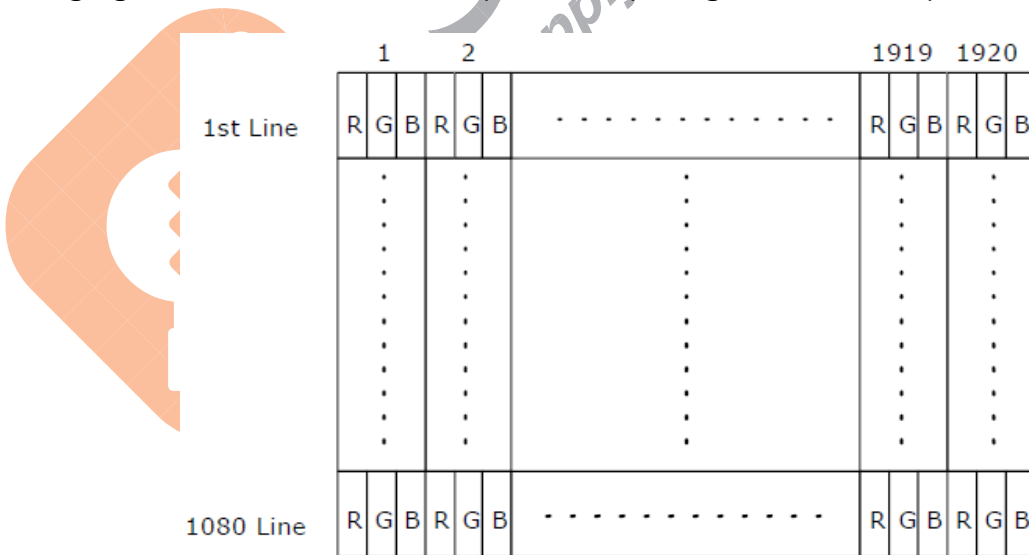 1 2 1919 1920
1st Line R G B R G B - - - - - - - - - - - - R G B R G B
1080 Line R G B R G B - - - - - - - - - - - - R G B R G B